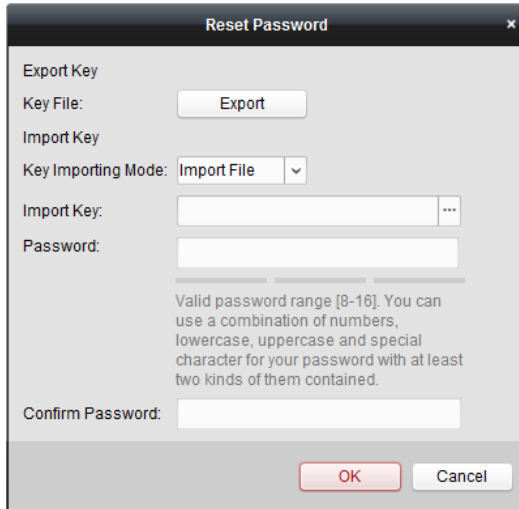 Reset Password ×
Export Key
Key File: Export
Import Key
Key Importing Mode: Import File
Import Key: ...
Password:
Valid password range [8-16]. You can
use a combination of numbers,
lowercase, uppercase and special
character for your password with at least
two kinds of them contained.
Confirm Password:
OK Cancel